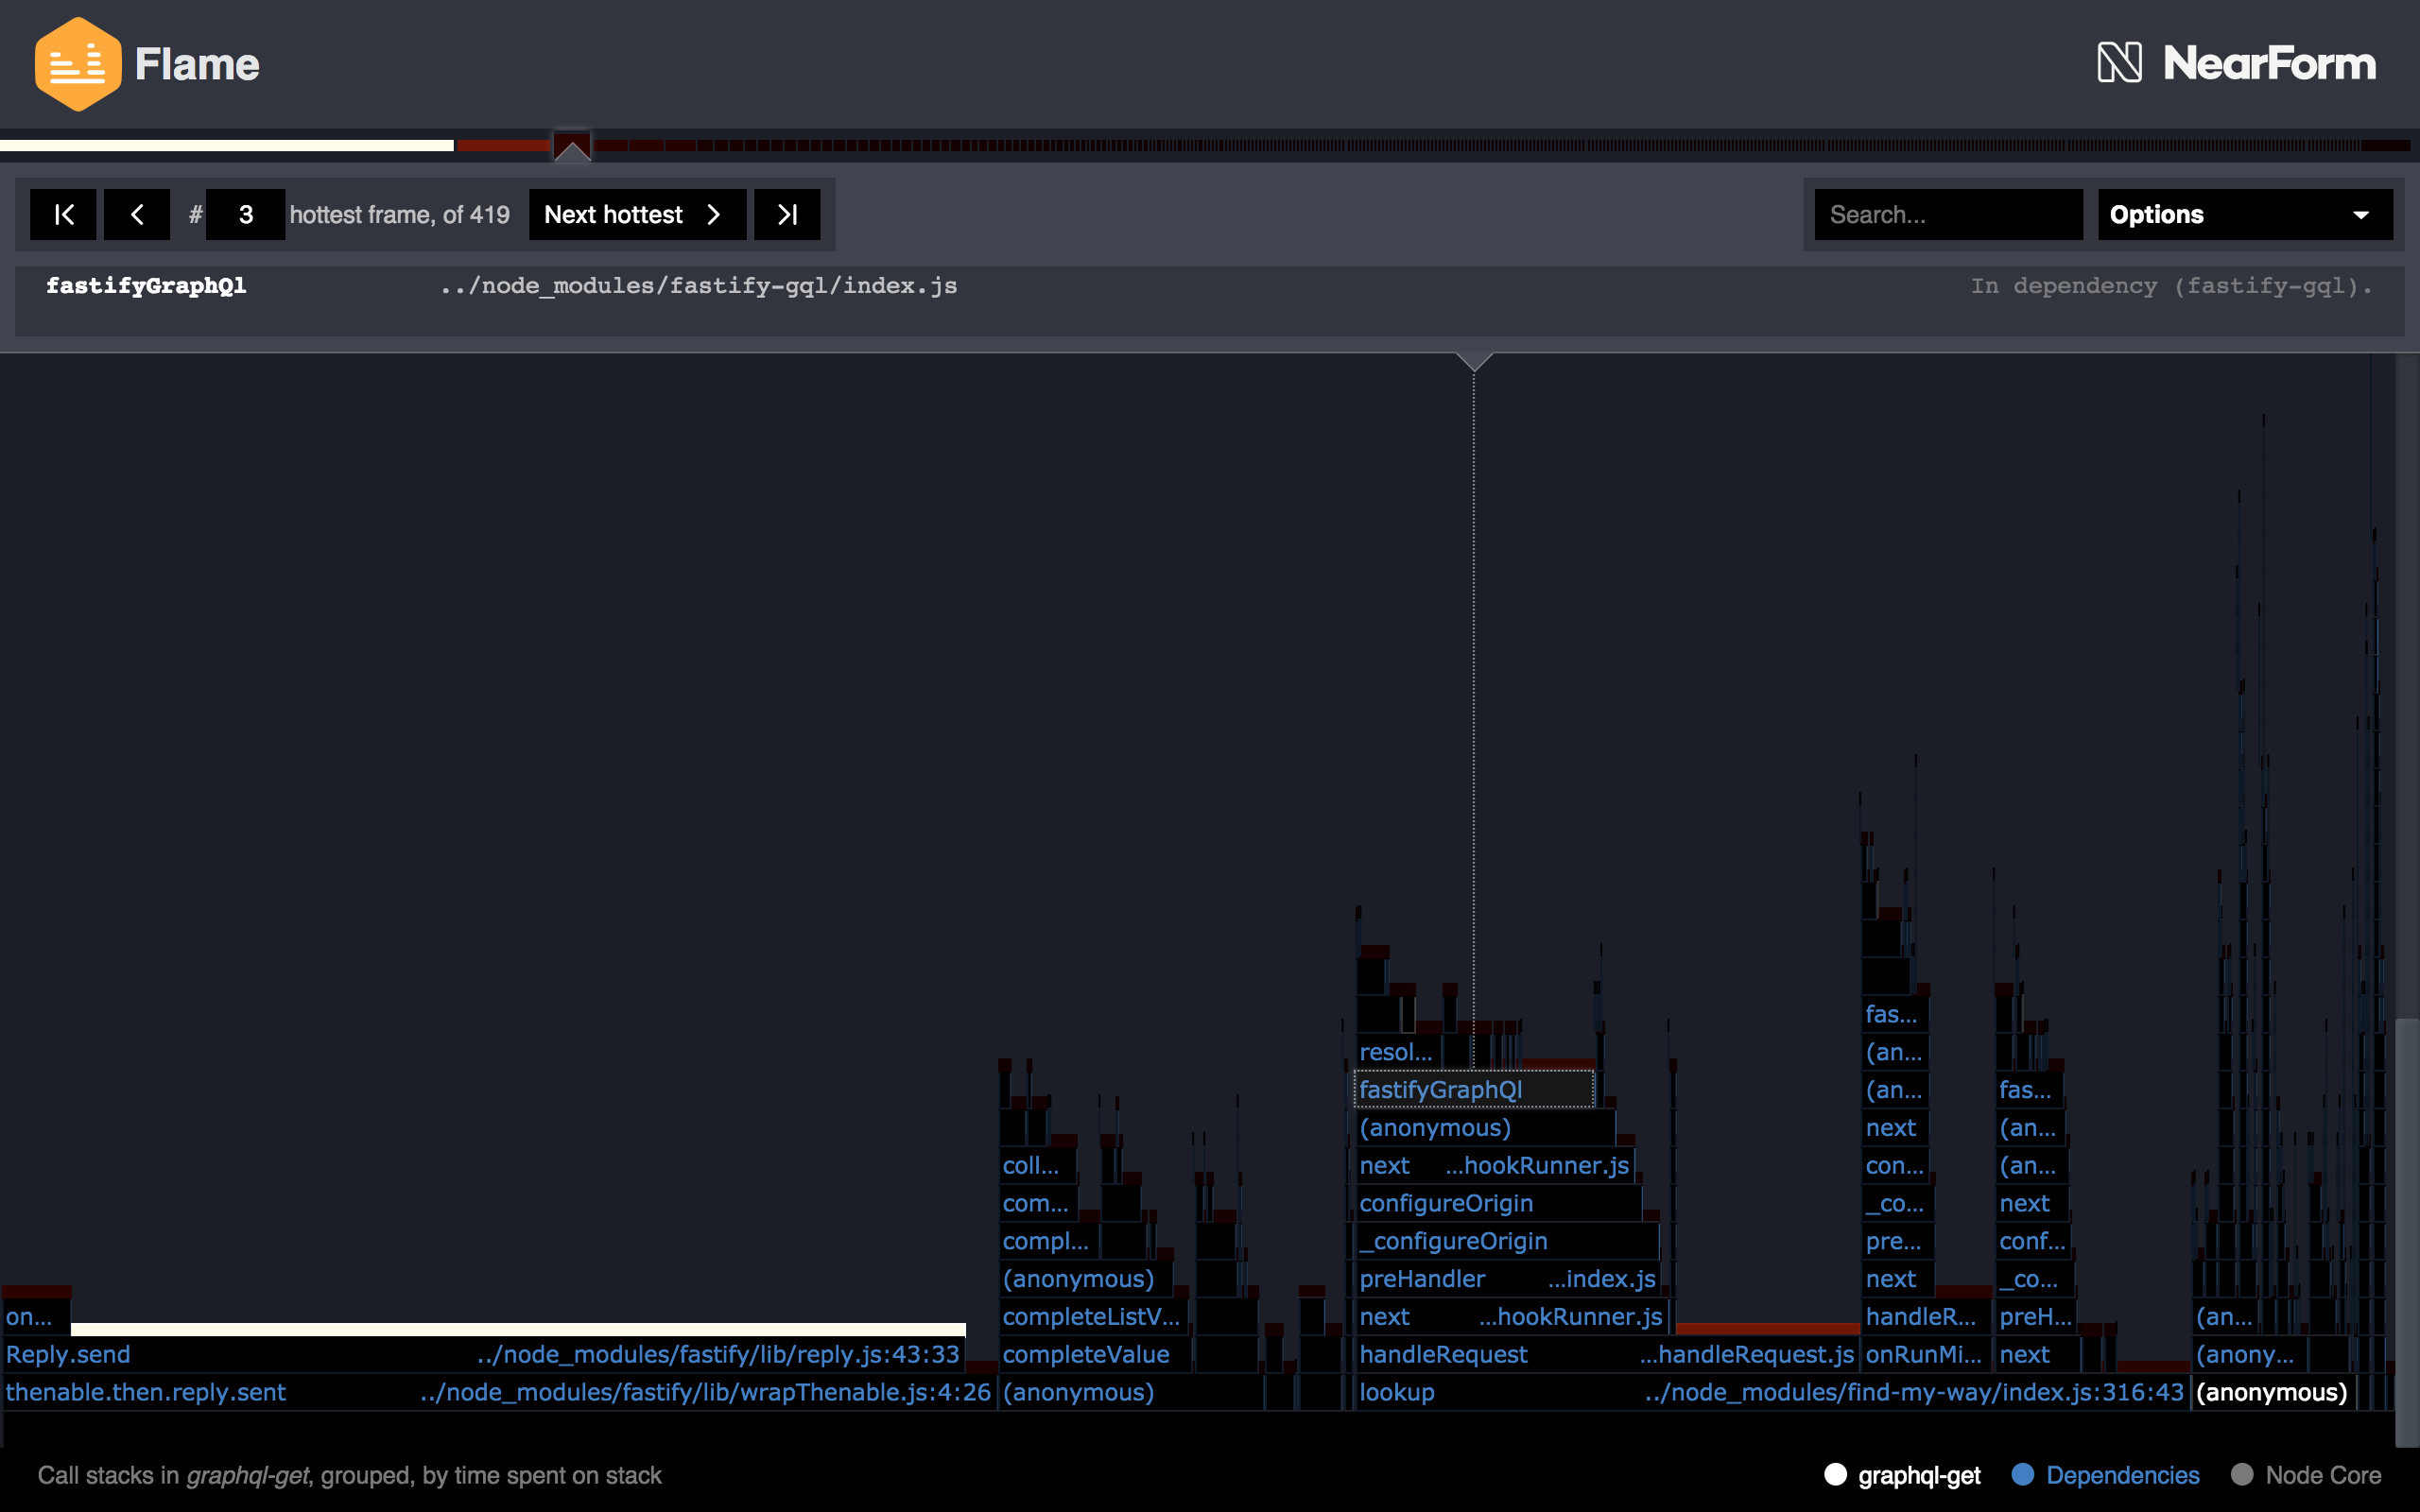 Flame
NearForm
# 3 hottest frame, of 419 Next hottest
Search...
Options
fastifyGraphQl ../node_modules/fastify-gql/index.js In dependency (fastify-gql).
fas...
resol... (an...
fastifyGraphQl (an... fas...
(anonymous) next (an...
coll... next ...hookRunner.js con... (an...
com... configureOrigin _co... next
compl... _configureOrigin pre... conf...
(anonymous) preHandler ...index.js next _co...
on... completeListV... next ...hookRunner.js handleR... preH... (an...
Reply.send ../node_modules/fastify/lib/reply.js:43:33 completeValue handleRequest ...handleRequest.js onRunMi... next (anony...
thenable.then.reply.sent ../node_modules/fastify/lib/wrapThenable.js:4:26 (anonymous) lookup ../node_modules/find-my-way/index.js:316:43 (anonymous)
Call stacks in graphql-get, grouped, by time spent on stack
graphql-get Dependencies Node Core